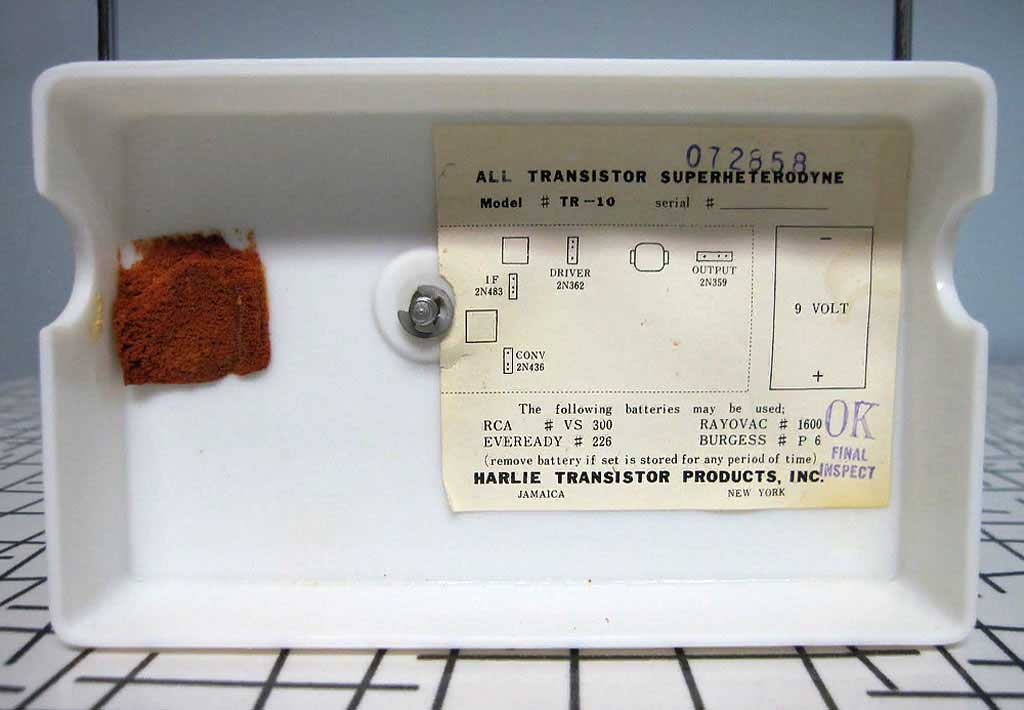 072858
ALL TRANSISTOR SUPERHETERODYNE
Model # TR-10 serial #
DRIVER
2N362
OUTPUT
2N359
IF
2N483
CONV
2N436
–
9 VOLT
+
The following batteries may be used;
RCA # VS 300 RAYOVAC # 1600
EVEREADY # 226 BURGESS # P 6
(remove battery if set is stored for any period of time)
HARLIE TRANSISTOR PRODUCTS, INC.
JAMAICA NEW YORK
OK
FINAL
INSPECT